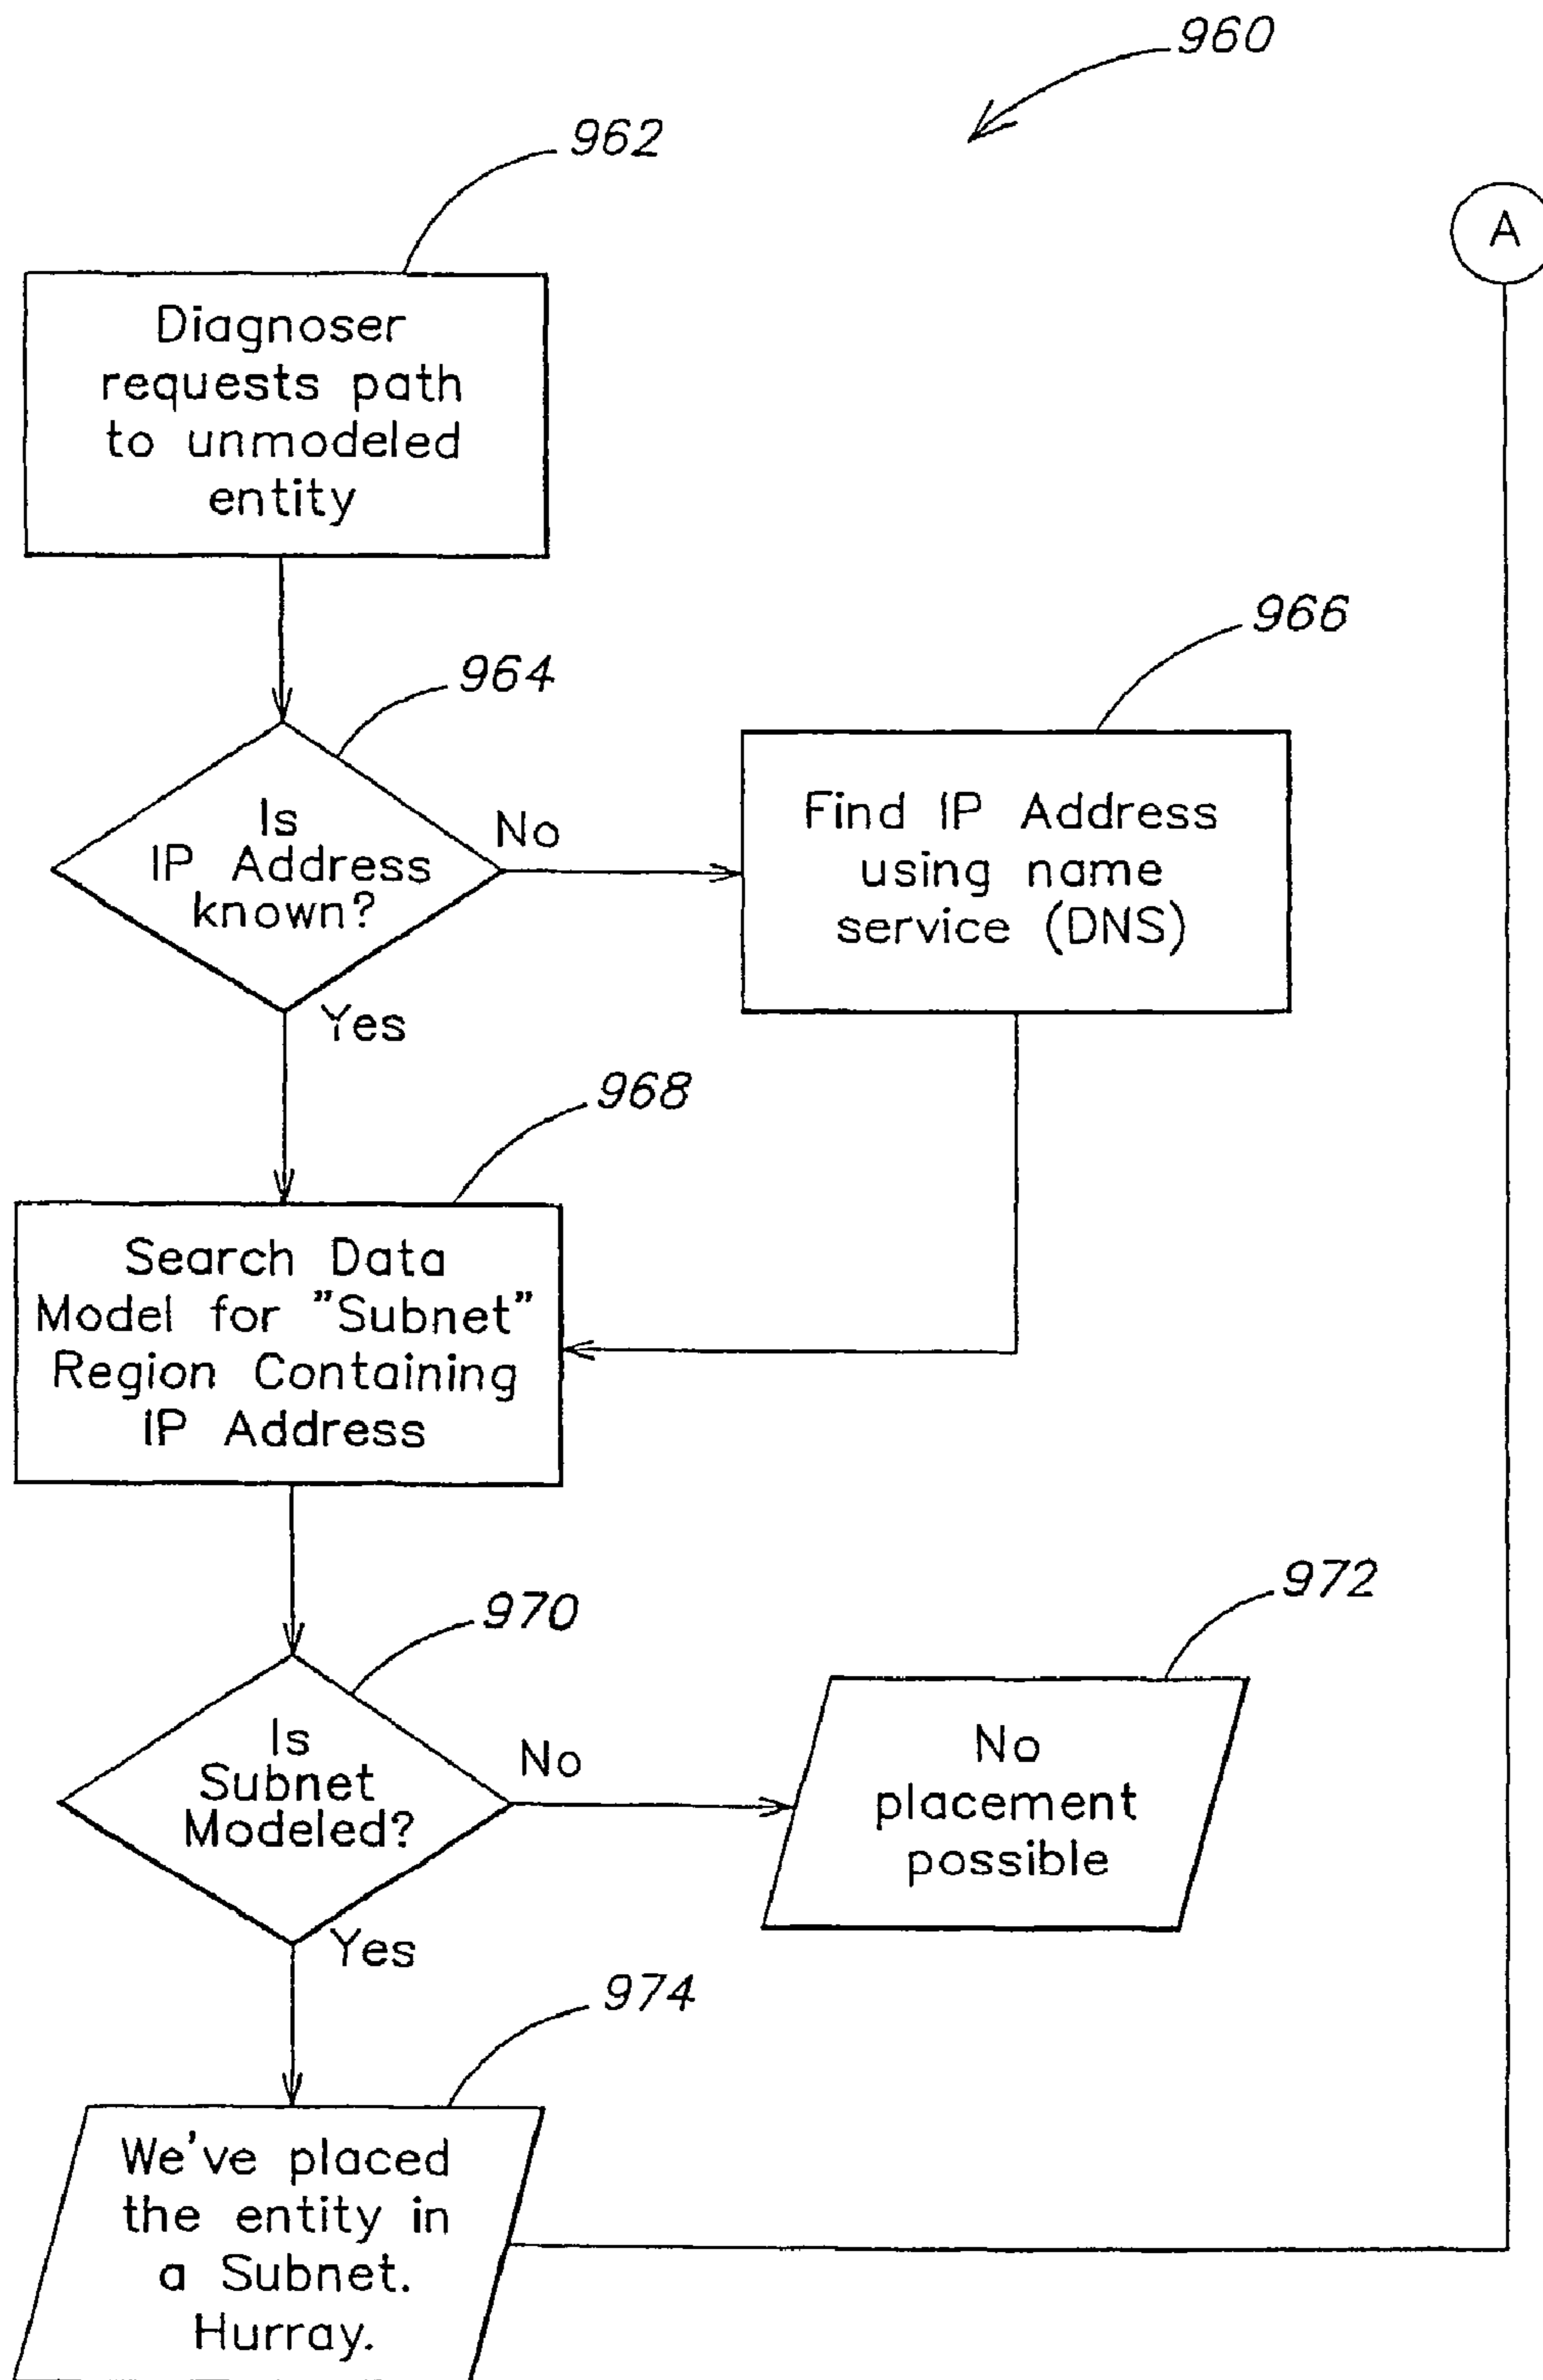 960
962
A
Diagnoser
requests path
to unmodeled
entity
964
966
Is
IP Address
known?
No
Find IP Address
using name
service (DNS)
Yes
968
Search Data
Model for "Subnet"
Region Containing
IP Address
970
972
Is
Subnet
Modeled?
No
No
placement
possible
Yes
974
We've placed
the entity in
a Subnet.
Hurray.